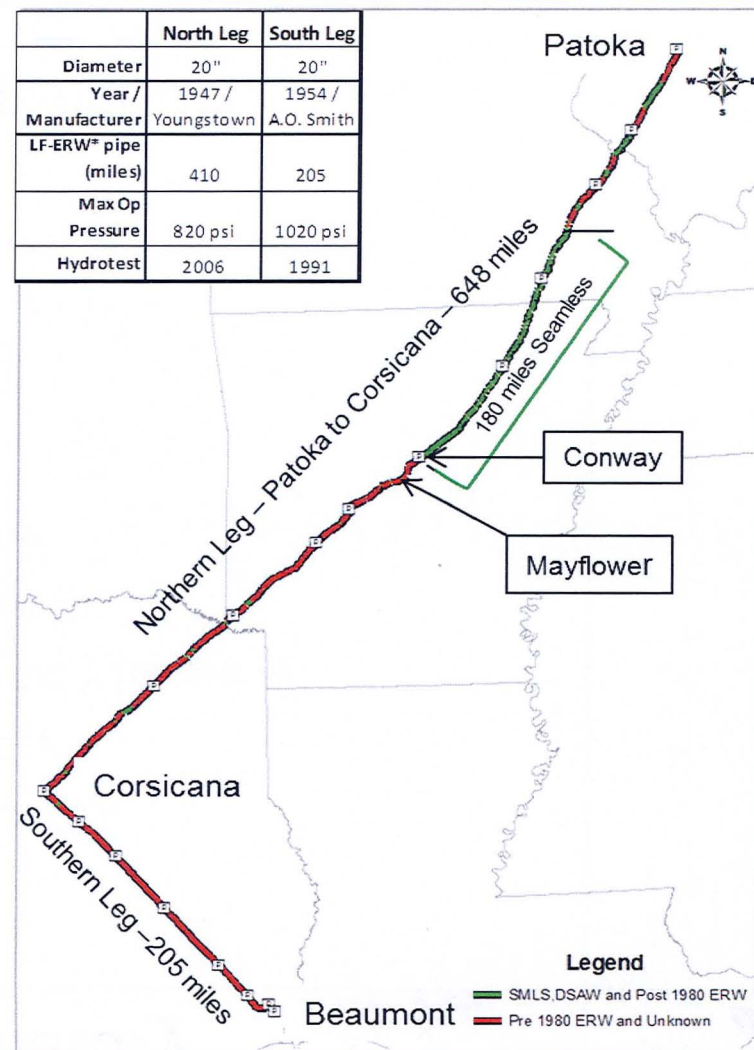 North Leg South Leg
Diameter 20" 20"
Year / 1947 / 1954 /
Manufacturer Youngstown A.O. Smith
LF-ERW* pipe
(miles) 410 205
Max Op
Pressure 820 psi 1020 psi
Hydrotest 2006 1991
Patoka
N
W E
S
Northern Leg – Patoka to Corsicana – 648 miles
180 miles Seamless
Conway
Mayflower
Corsicana
Southern Leg –205 miles
Beaumont
Legend
SMLS,DSAW and Post 1980 ERW
Pre 1980 ERW and Unknown